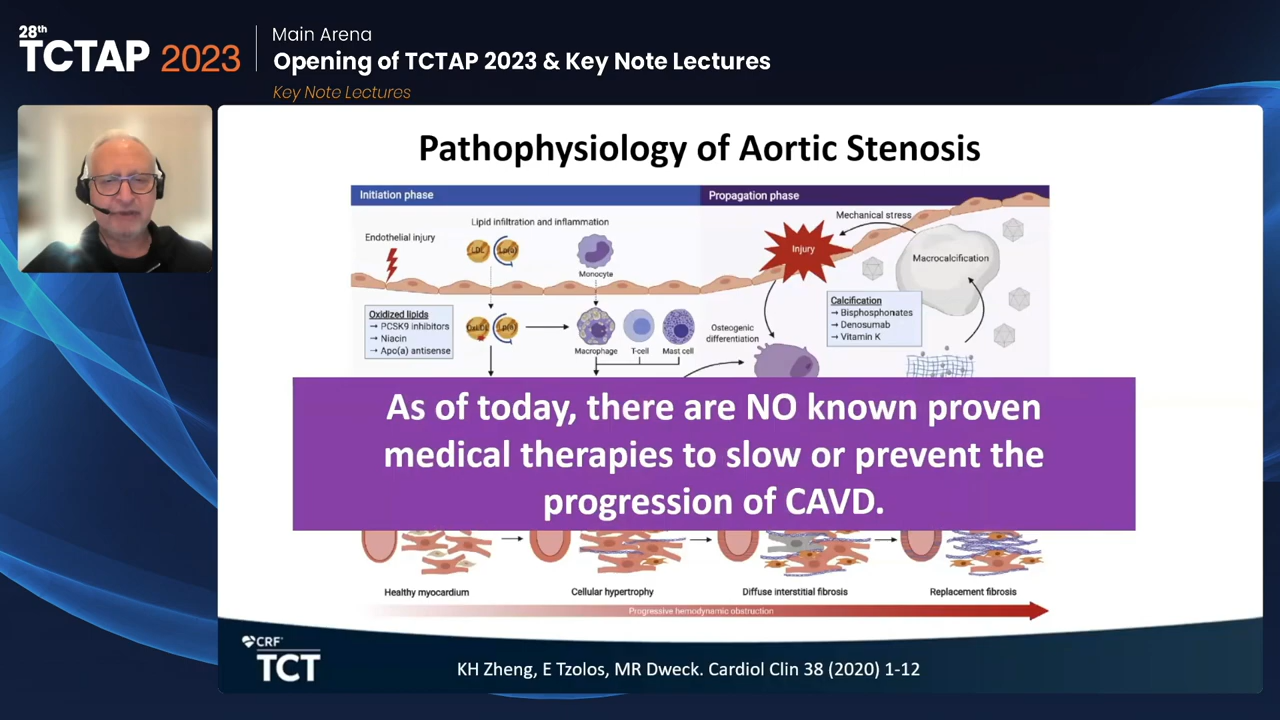 28th
TCTAP 2023
Main Arena
Opening of TCTAP 2023 & Key Note Lectures
Key Note Lectures
Pathophysiology of Aortic Stenosis
Initiation phase
Propagation phase
Lipid infiltration and inflammation
Mechanical stress
Endothelial injury
LDL
Lp(a)
Injury
Macrocalcification
Monocyte
Oxidized lipids
→ PCSK9 inhibitors
→ Niacin
→ Apo(a) antisense
OxLDL
Lp(a)
Macrophage
T-cell
Mast cell
Osteogenic
differentiation
Calcification
→ Bisphosphonates
→ Denosumab
→ Vitamin K
As of today, there are NO known proven
medical therapies to slow or prevent the
progression of CAVD.
Healthy myocardium
Cellular hypertrophy
Diffuse interstitial fibrosis
Replacement fibrosis
Progressive hemodynamic obstruction
CRF
TCT
KH Zheng, E Tzolos, MR Dweck. Cardiol Clin 38 (2020) 1-12